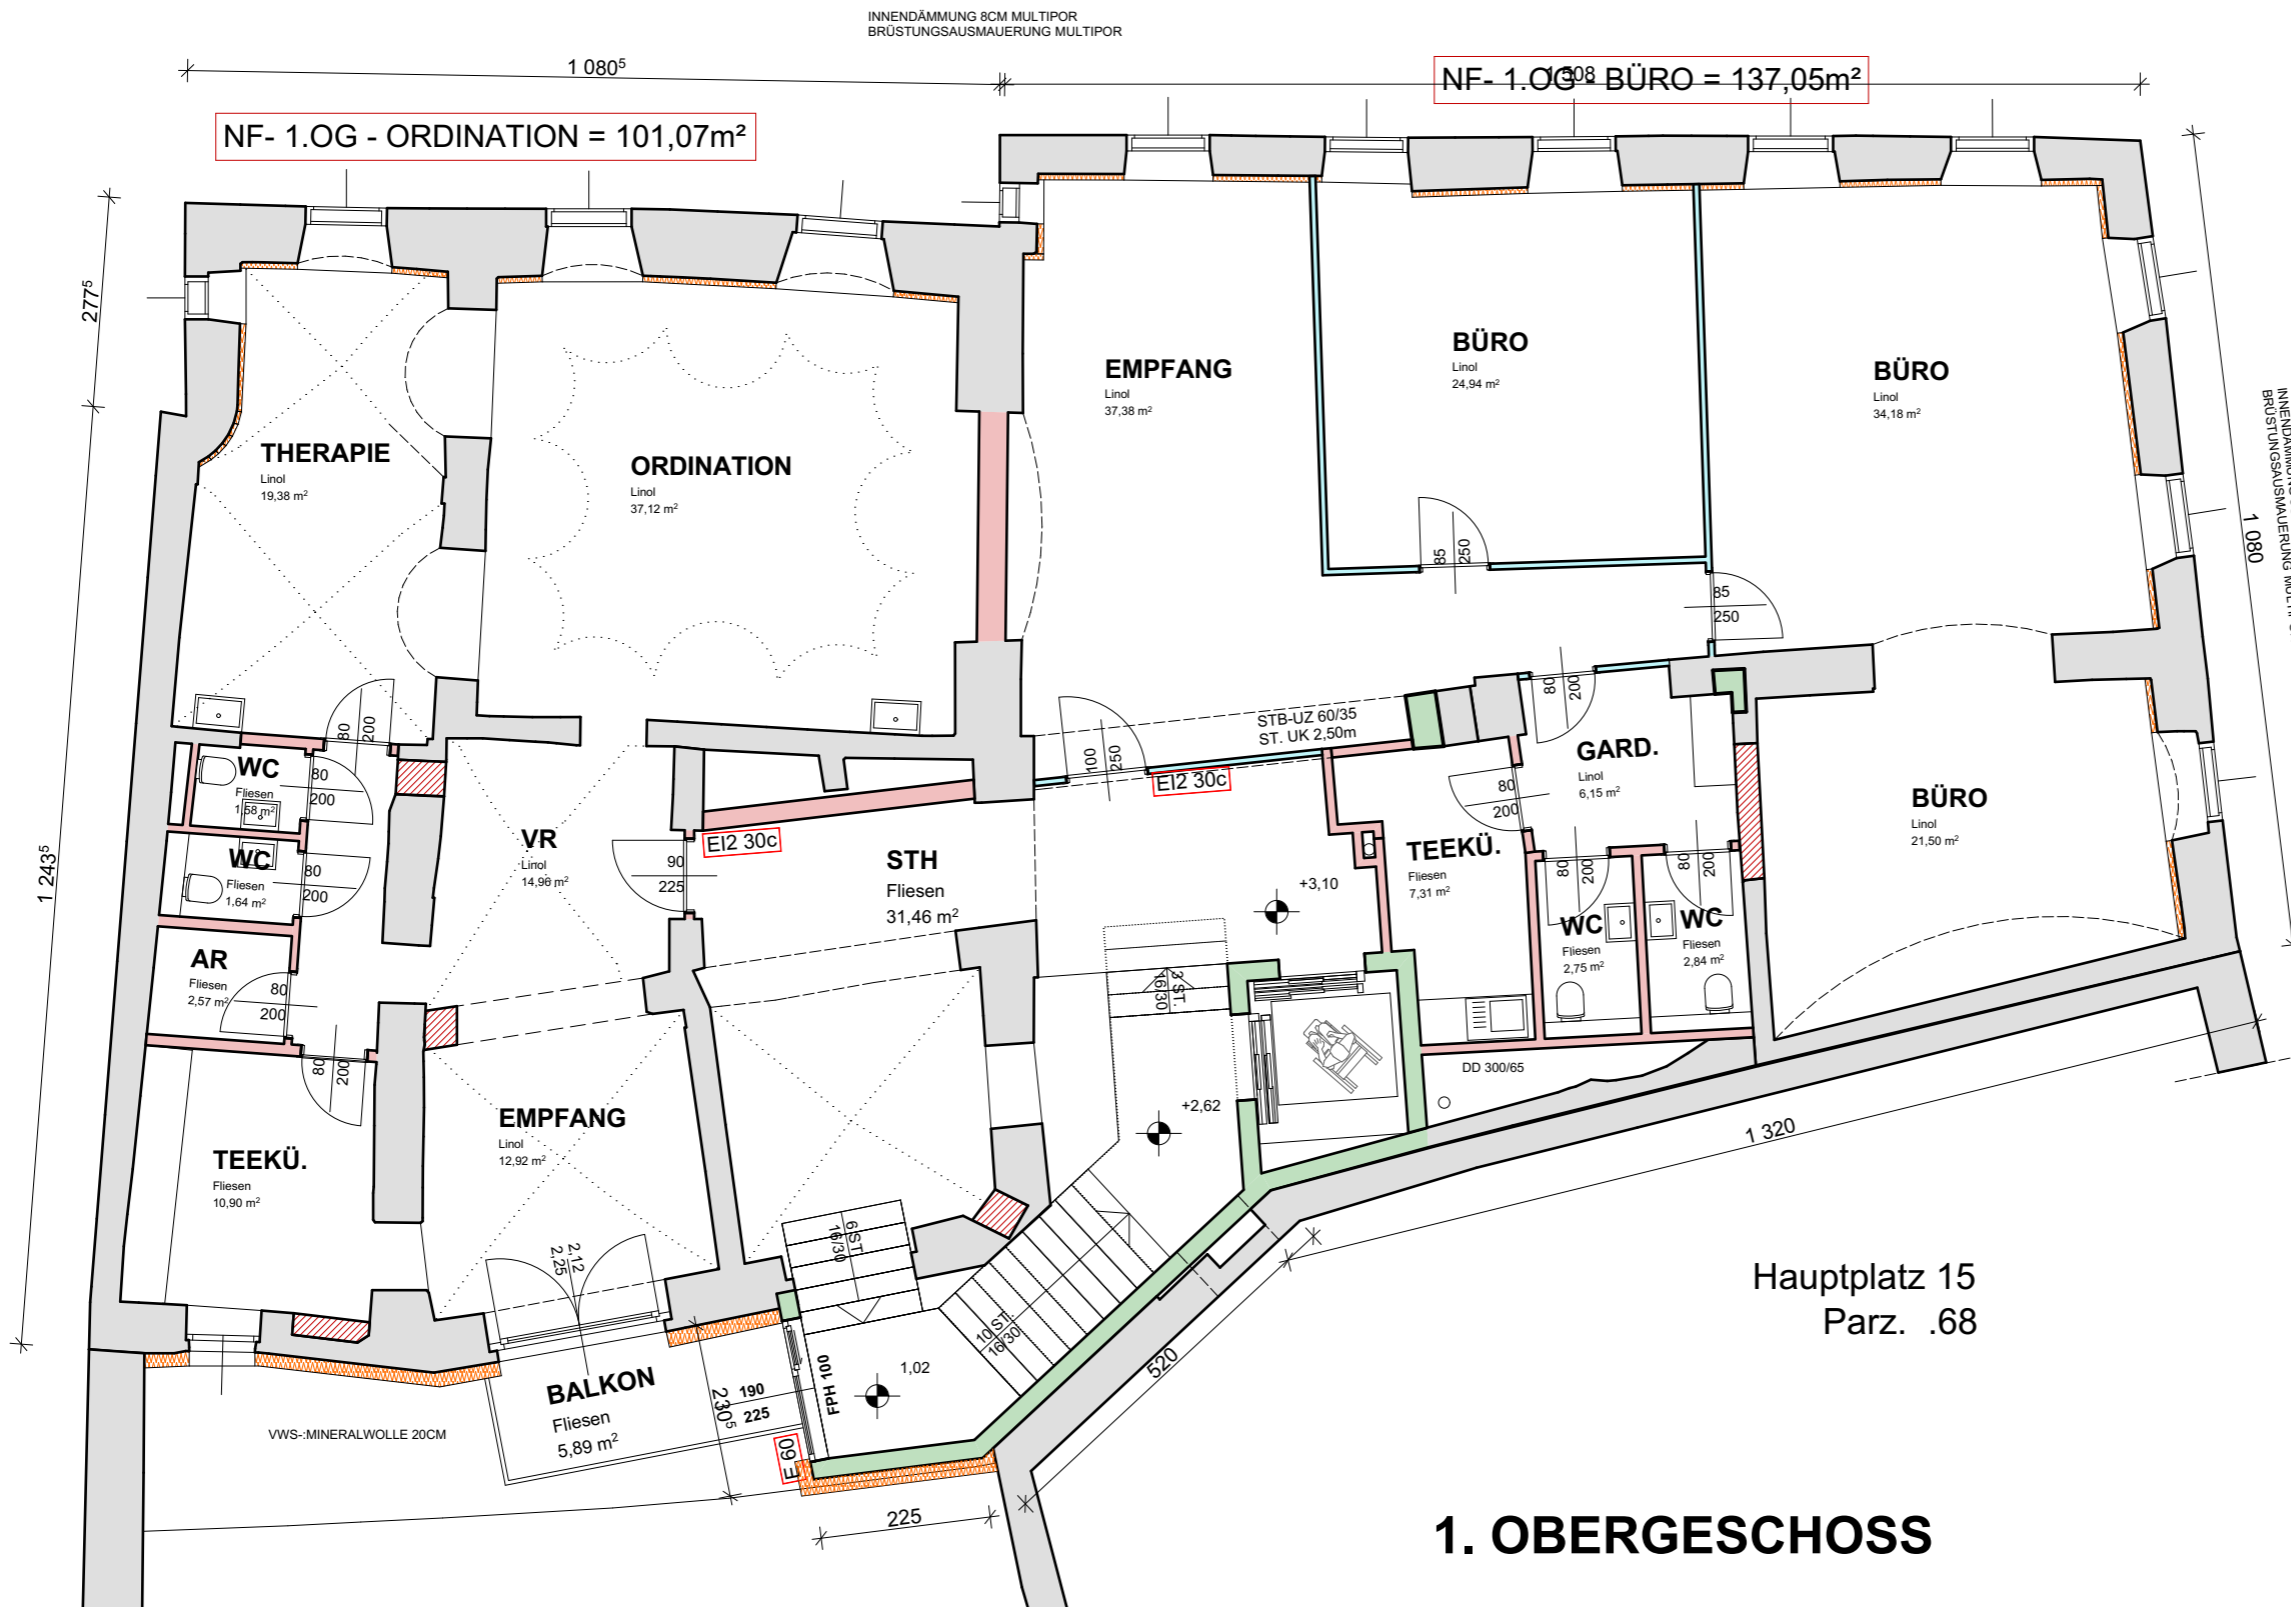 INNENDÄMMUNG 8CM MULTIPOR
BRÜSTUNGSAUSMAUERUNG MULTIPOR
1 080⁵
1 508
NF- 1.OG - BÜRO = 137,05m²
NF- 1.OG - ORDINATION = 101,07m²
277⁵
1 243⁵
THERAPIE
Linol
19,38 m²
ORDINATION
Linol
37,12 m²
EMPFANG
Linol
37,38 m²
BÜRO
Linol
24,94 m²
BÜRO
Linol
34,18 m²
BRÜSTUNGSAUSMAUERUNG
1 080
85
250
85
250
80
200
80
200
100
250
STB-UZ 60/35
ST. UK 2,50m
EI2 30c
GARD.
Linol
6,15 m²
80
200
WC
Fliesen
1,58 m²
80
200
WC
Fliesen
1,64 m²
80
200
VR
Linol
14,96 m²
EI2 30c
90
225
STH
Fliesen
31,46 m²
+3,10
TEEKÜ.
Fliesen
7,31 m²
80
200
80
200
WC
Fliesen
2,75 m²
WC
Fliesen
2,84 m²
BÜRO
Linol
21,50 m²
AR
Fliesen
2,57 m²
80
200
80
200
3 ST.
16/30
DD 300/65
+2,62
EMPFANG
Linol
12,92 m²
TEEKÜ.
Fliesen
10,90 m²
2,12
2,25
6 ST
16/30
10 ST.
16/30
1 320
520
Hauptplatz 15
Parz. .68
BALKON
Fliesen
5,89 m²
230⁵
190
225
FPH 100
1,02
E 60
VWS-:MINERALWOLLE 20CM
225
1. OBERGESCHOSS